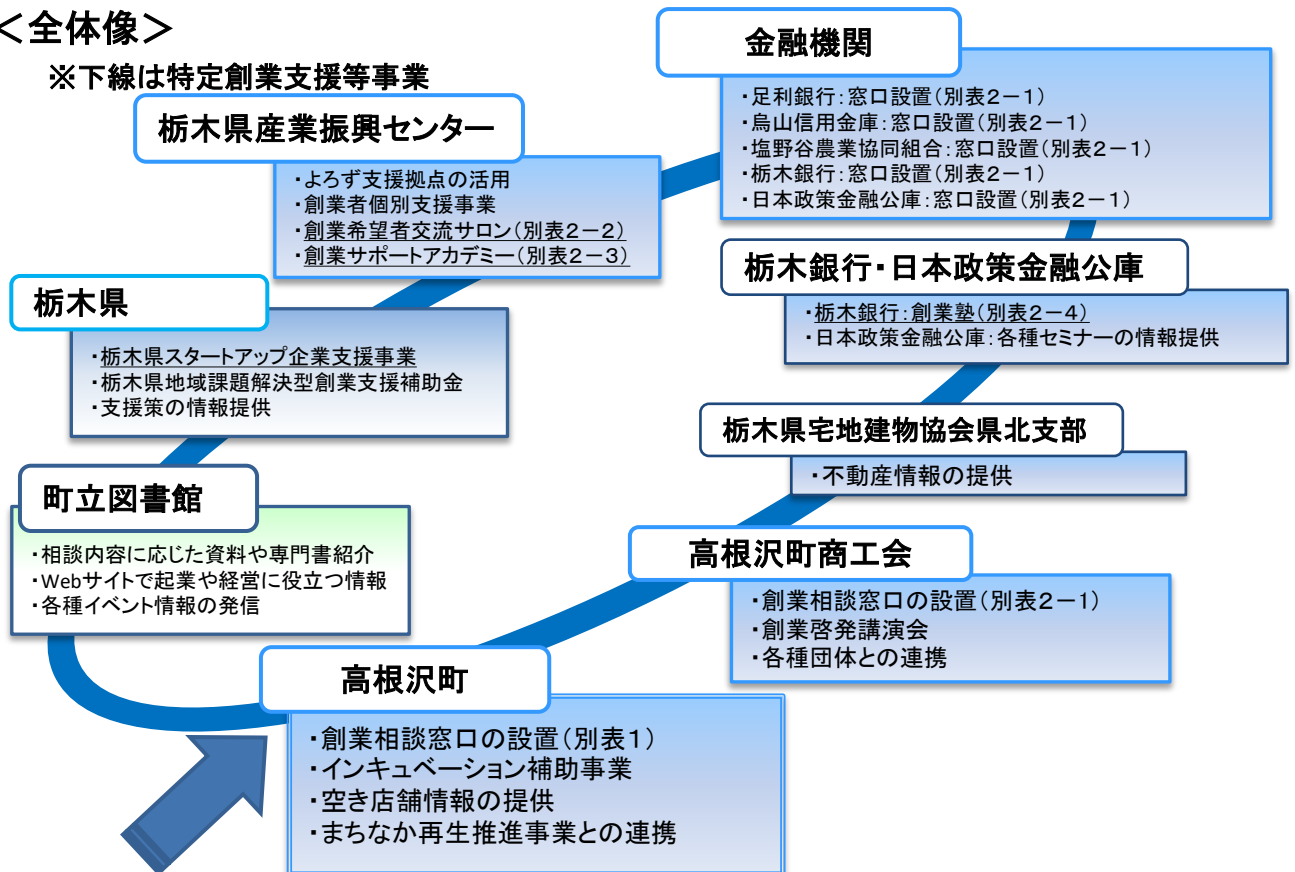 ＜全体像＞
※下線は特定創業支援等事業
金融機関
・足利銀行：窓口設置（別表２－１）
・烏山信用金庫：窓口設置（別表２－１）
・塩野谷農業協同組合：窓口設置（別表２－１）
・栃木銀行：窓口設置（別表２－１）
・日本政策金融公庫：窓口設置（別表２－１）
栃木県産業振興センター
・よろず支援拠点の活用
・創業者個別支援事業
・創業希望者交流サロン（別表２－２）
・創業サポートアカデミー（別表２－３）
栃木銀行・日本政策金融公庫
・栃木銀行：創業塾（別表２－４）
・日本政策金融公庫：各種セミナーの情報提供
栃木県
・栃木県スタートアップ企業支援事業
・栃木県地域課題解決型創業支援補助金
・支援策の情報提供
栃木県宅地建物協会県北支部
・不動産情報の提供
町立図書館
・相談内容に応じた資料や専門書紹介
・Webサイトで起業や経営に役立つ情報
・各種イベント情報の発信
高根沢町商工会
・創業相談窓口の設置（別表２－１）
・創業啓発講演会
・各種団体との連携
高根沢町
・創業相談窓口の設置（別表１）
・インキュベーション補助事業
・空き店舗情報の提供
・まちなか再生推進事業との連携